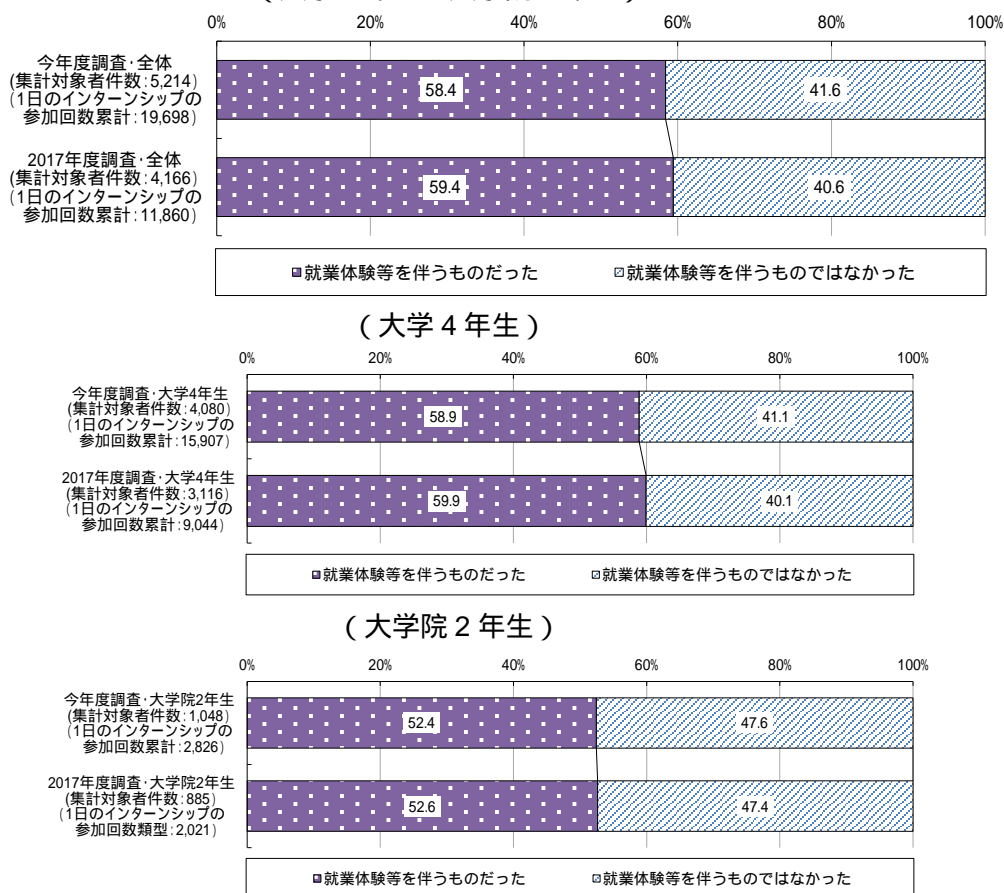 0% 20% 40% 60% 80% 100%
今年度調査・全体
(集計対象者件数:5,214)
(1日のインターンシップの
参加回数累計:19,698)
58.4 41.6
2017年度調査・全体
(集計対象者件数:4,166)
(1日のインターンシップの
参加回数累計:11,860)
59.4 40.6
就業体験等を伴うものだった 就業体験等を伴うものではなかった
(大学4年生)
0% 20% 40% 60% 80% 100%
今年度調査・大学4年生
(集計対象者件数:4,080)
(1日のインターンシップの
参加回数累計:15,907)
58.9 41.1
2017年度調査・大学4年生
(集計対象者件数:3,116)
(1日のインターンシップの
参加回数累計:9,044)
59.9 40.1
就業体験等を伴うものだった 就業体験等を伴うものではなかった
(大学院2年生)
0% 20% 40% 60% 80% 100%
今年度調査・大学院2年生
(集計対象者件数:1,048)
(1日のインターンシップの
参加回数累計:2,826)
52.4 47.6
2017年度調査・大学院2年生
(集計対象者件数:885)
(1日のインターンシップの
参加回数類型:2,021)
52.6 47.4
就業体験等を伴うものだった 就業体験等を伴うものではなかった